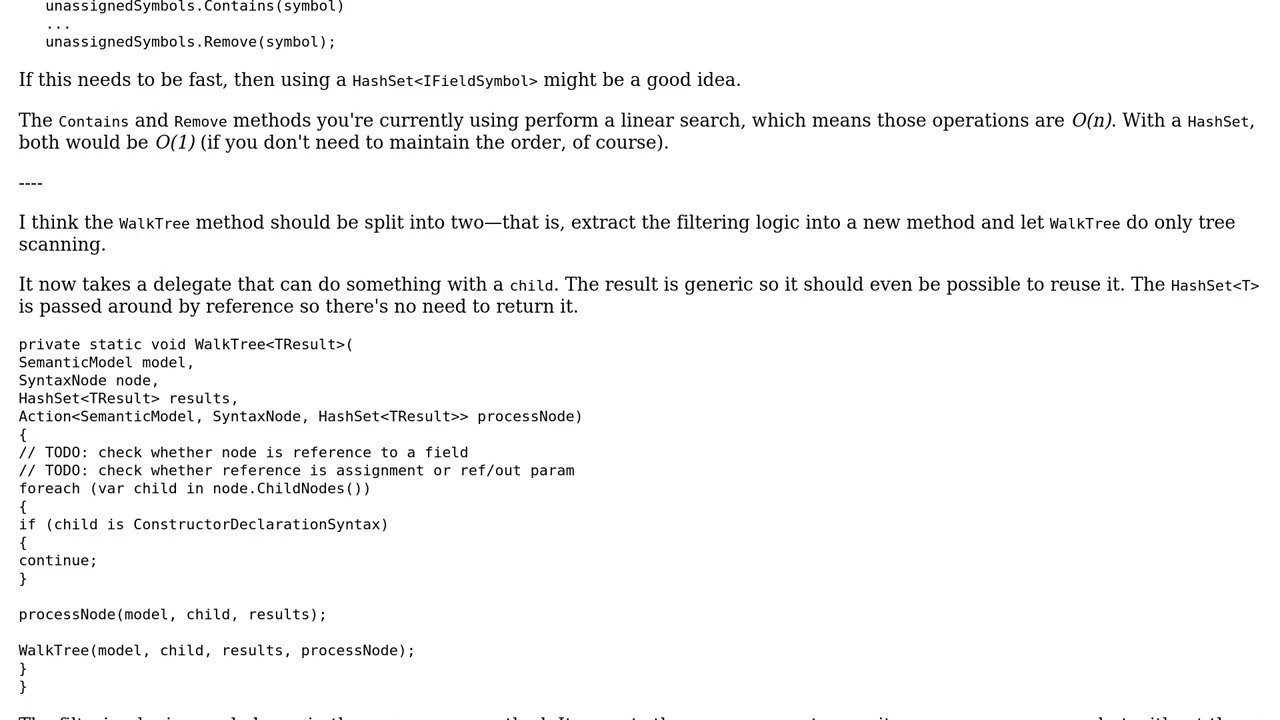 unassignedSymbols.Contains(symbol)
...
unassignedSymbols.Remove(symbol);
If this needs to be fast, then using a HashSet<IFieldSymbol> might be a good idea.
The Contains and Remove methods you're currently using perform a linear search, which means those operations are O(n). With a HashSet,
both would be O(1) (if you don't need to maintain the order, of course).
----
I think the WalkTree method should be split into two—that is, extract the filtering logic into a new method and let WalkTree do only tree
scanning.
It now takes a delegate that can do something with a child. The result is generic so it should even be possible to reuse it. The HashSet<T>
is passed around by reference so there's no need to return it.
private static void WalkTree<TResult>(
SemanticModel model,
SyntaxNode node,
HashSet<TResult> results,
Action<SemanticModel, SyntaxNode, HashSet<TResult>> processNode)
{
// TODO: check whether node is reference to a field
// TODO: check whether reference is assignment or ref/out param
foreach (var child in node.ChildNodes())
{
if (child is ConstructorDeclarationSyntax)
{
continue;
}
processNode(model, child, results);
WalkTree(model, child, results, processNode);
}
}